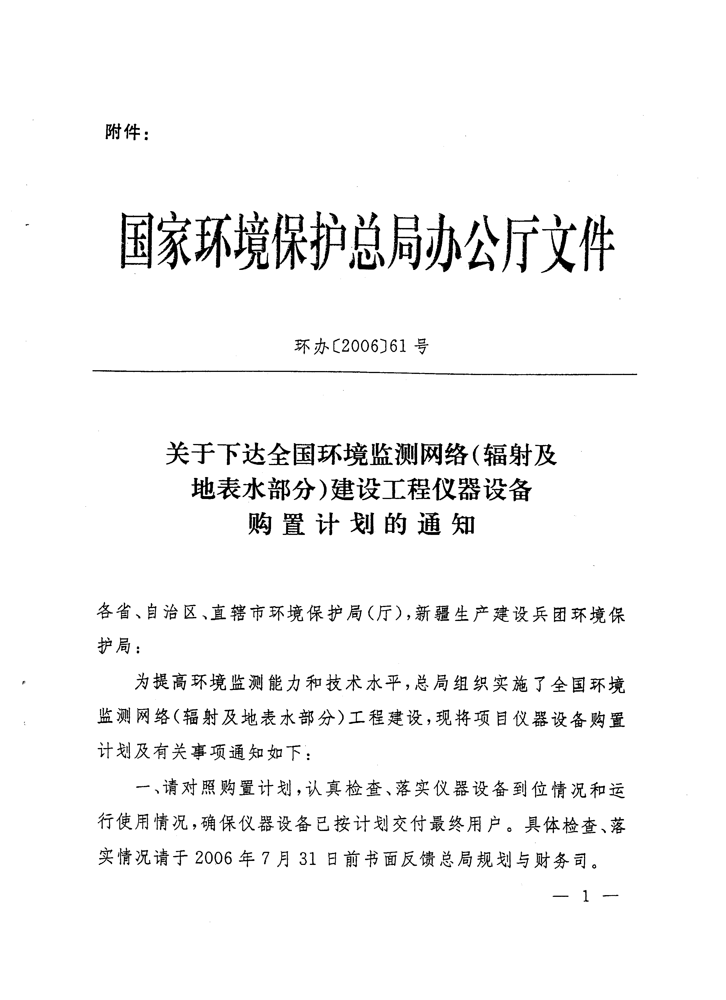 附件：
国家环境保护总局办公厅文件
环办〔2006〕61 号
关于下达全国环境监测网络（辐射及
地表水部分）建设工程仪器设备
购置计划的通知
各省、自治区、直辖市环境保护局（厅），新疆生产建设兵团环境保
护局：
为提高环境监测能力和技术水平，总局组织实施了全国环境
监测网络（辐射及地表水部分）工程建设，现将项目仪器设备购置
计划及有关事项通知如下：
一、请对照购置计划，认真检查、落实仪器设备到位情况和运
行使用情况，确保仪器设备已按计划交付最终用户。具体检查、落
实情况请于 2006 年 7 月 31 日前书面反馈总局规划与财务司。
— 1 —